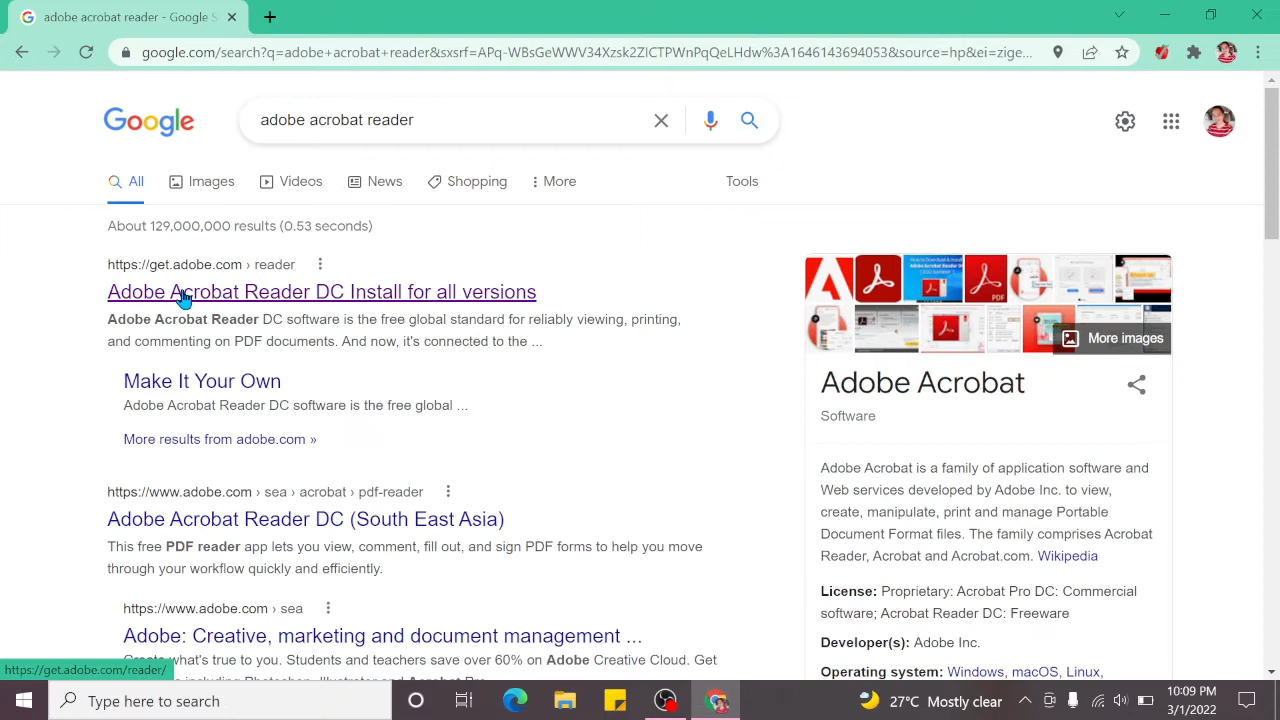 adobe acrobat reader - Google S
google.com/search?q=adobe+acrobat+reader&sxsrf=APq-WBsGeWWV34Xzsk2ZICTPWnPqQeLHdw%3A1646143694053&source=hp&ei=zige...
Google
adobe acrobat reader
All
Images
Videos
News
Shopping
More
Tools
About 129,000,000 results (0.53 seconds)
https://get.adobe.com › reader
Adobe Acrobat Reader DC Install for all versions
Adobe Acrobat Reader DC software is the free global standard for reliably viewing, printing,
and commenting on PDF documents. And now, it's connected to the ...
Make It Your Own
Adobe Acrobat Reader DC software is the free global ...
More results from adobe.com »
https://www.adobe.com › sea › acrobat › pdf-reader
Adobe Acrobat Reader DC (South East Asia)
This free PDF reader app lets you view, comment, fill out, and sign PDF forms to help you move
through your workflow quickly and efficiently.
https://www.adobe.com › sea
Adobe: Creative, marketing and document management ...
Create what's true to you. Students and teachers save over 60% on Adobe Creative Cloud. Get
PDF
More images
Adobe Acrobat
Software
Adobe Acrobat is a family of application software and
Web services developed by Adobe Inc. to view,
create, manipulate, print and manage Portable
Document Format files. The family comprises Acrobat
Reader, Acrobat and Acrobat.com. Wikipedia
License: Proprietary: Acrobat Pro DC: Commercial
software; Acrobat Reader DC: Freeware
Developer(s): Adobe Inc.
Operating system: Windows, macOS, Linux,
https://get.adobe.com/reader/
Type here to search
27°C Mostly clear
10:09 PM
3/1/2022